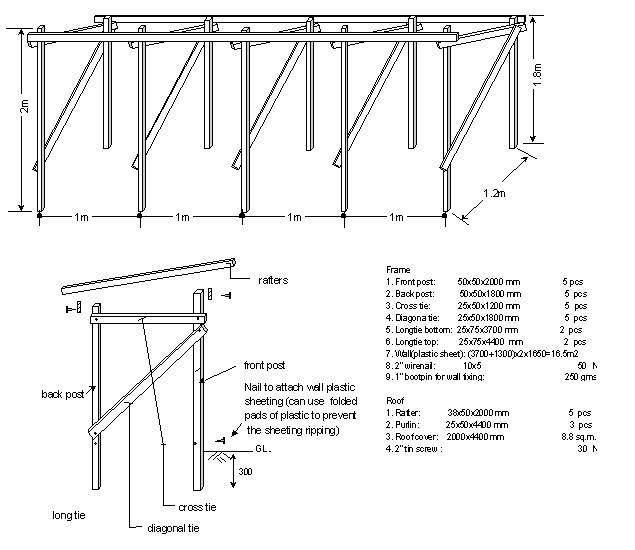 2m
1.8m
1.2m
1m 1m 1m 1m
rafters
front post
back post
Nail to attach wall plastic
sheeting (can use folded
pads of plastic to prevent
the sheeting ripping)
GL.
300
cross tie
long tie
diagonal tie
Frame
1. Front post: 50x50x2000 mm 5 pcs
2. Back post: 50x50x1800 mm 5 pcs
3. Cross tie: 25x50x1200 mm 5 pcs
4. Diagona tie: 25x50x1800 mm 5 pcs
5. Longtie bottom: 25x75x3700 mm 2 pcs
6. Longtie top: 25x75x4400 mm 2 pcs
7. Wall(plastic sheet): (3700+1300)x2x1650=16.5m2
8. 2" wirenail: 10x5 50 N
9. 1" bootpin for wall fixing: 250 gms
Roof
1. Rafter: 38x50x2000 mm 5 pcs
2. Purlin: 25x50x4400 mm 3 pcs
3. Roof cover: 2000x4400 mm 8.8 sq.m.
4. 2" tin screw : 30 N